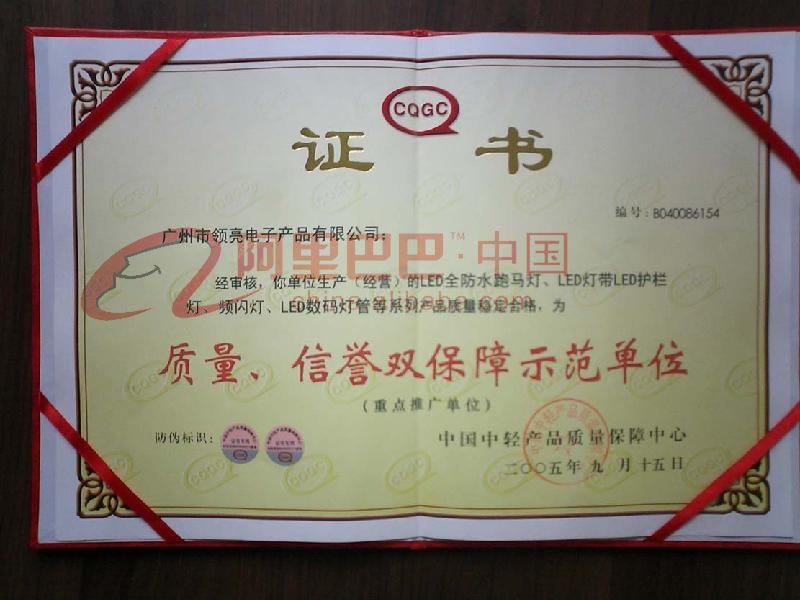 CQGC
证 书
编号：B040086154
广州市领亮电子产品有限公司：
阿里巴巴™·中国
china.alibaba.com
经审核，你单位生产（经营）的LED全防水跑马灯、LED灯带LED护栏
灯、频闪灯、LED数码灯管等系列产品质量稳定合格，为
质量、信誉双保障示范单位
（重点推广单位）
防伪标识：
中国中轻产品质量保障中心
二〇〇五年九月十五日